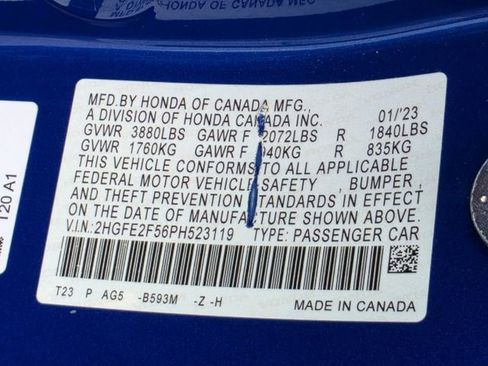 MFD.BY HONDA OF CANADA MFG.,
A DIVISION OF HONDA CANADA INC. 01/'23
GVWR 3880LBS GAWR F 2072LBS R 1840LBS
GVWR 1760KG GAWR F 940KG R 835KG
THIS VEHICLE CONFORMS TO ALL APPLICABLE
FEDERAL MOTOR VEHICLE SAFETY , BUMPER ,
AND THEFT PREVENTION STANDARDS IN EFFECT
ON THE DATE OF MANUFACTURE SHOWN ABOVE.
V.I.N.:2HGFE2F56PH523119 TYPE: PASSENGER CAR
T23 P AG5 -B593M -Z -H
MADE IN CANADA
T20 A1